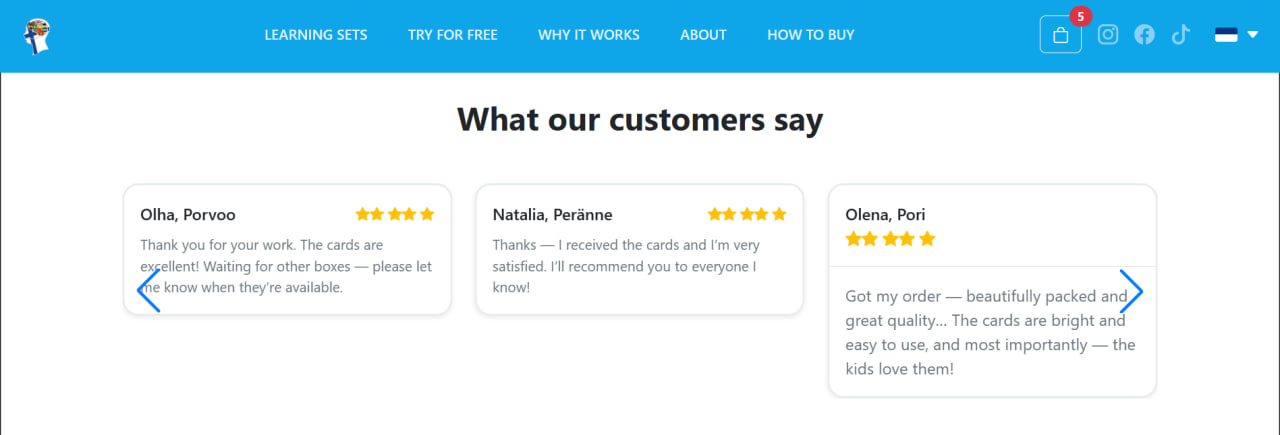 LEARNING SETS TRY FOR FREE WHY IT WORKS ABOUT HOW TO BUY 5
What our customers say
Olha, Porvoo
Thank you for your work. The cards are
excellent! Waiting for other boxes — please let
me know when they're available.
Natalia, Peränne
Thanks — I received the cards and I'm very
satisfied. I'll recommend you to everyone I
know!
Olena, Pori
Got my order — beautifully packed and
great quality... The cards are bright and
easy to use, and most importantly — the
kids love them!